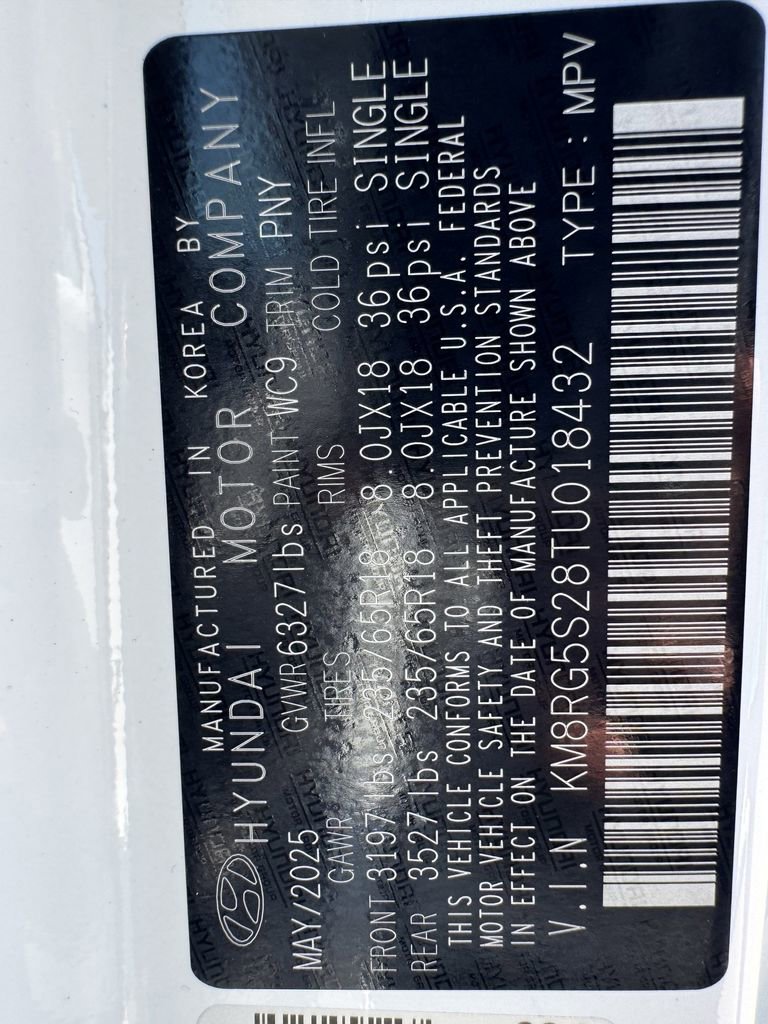 MANUFACTURED IN KOREA BY
HYUNDAI MOTOR COMPANY
MAY/2025 GVWR 6327lbs PAINT WC9 TRIM PNY
GAWR TIRES RIMS COLD TIRE INFL
FRONT 3197lbs 235/65R18 8.0JX18 36psi SINGLE
REAR 3527lbs 235/65R18 8.0JX18 36psi SINGLE
THIS VEHICLE CONFORMS TO ALL APPLICABLE U.S.A. FEDERAL
MOTOR VEHICLE SAFETY AND THEFT PREVENTION STANDARDS
IN EFFECT ON THE DATE OF MANUFACTURE SHOWN ABOVE
V.I.N KM8RG5S28TU018432 TYPE : MPV